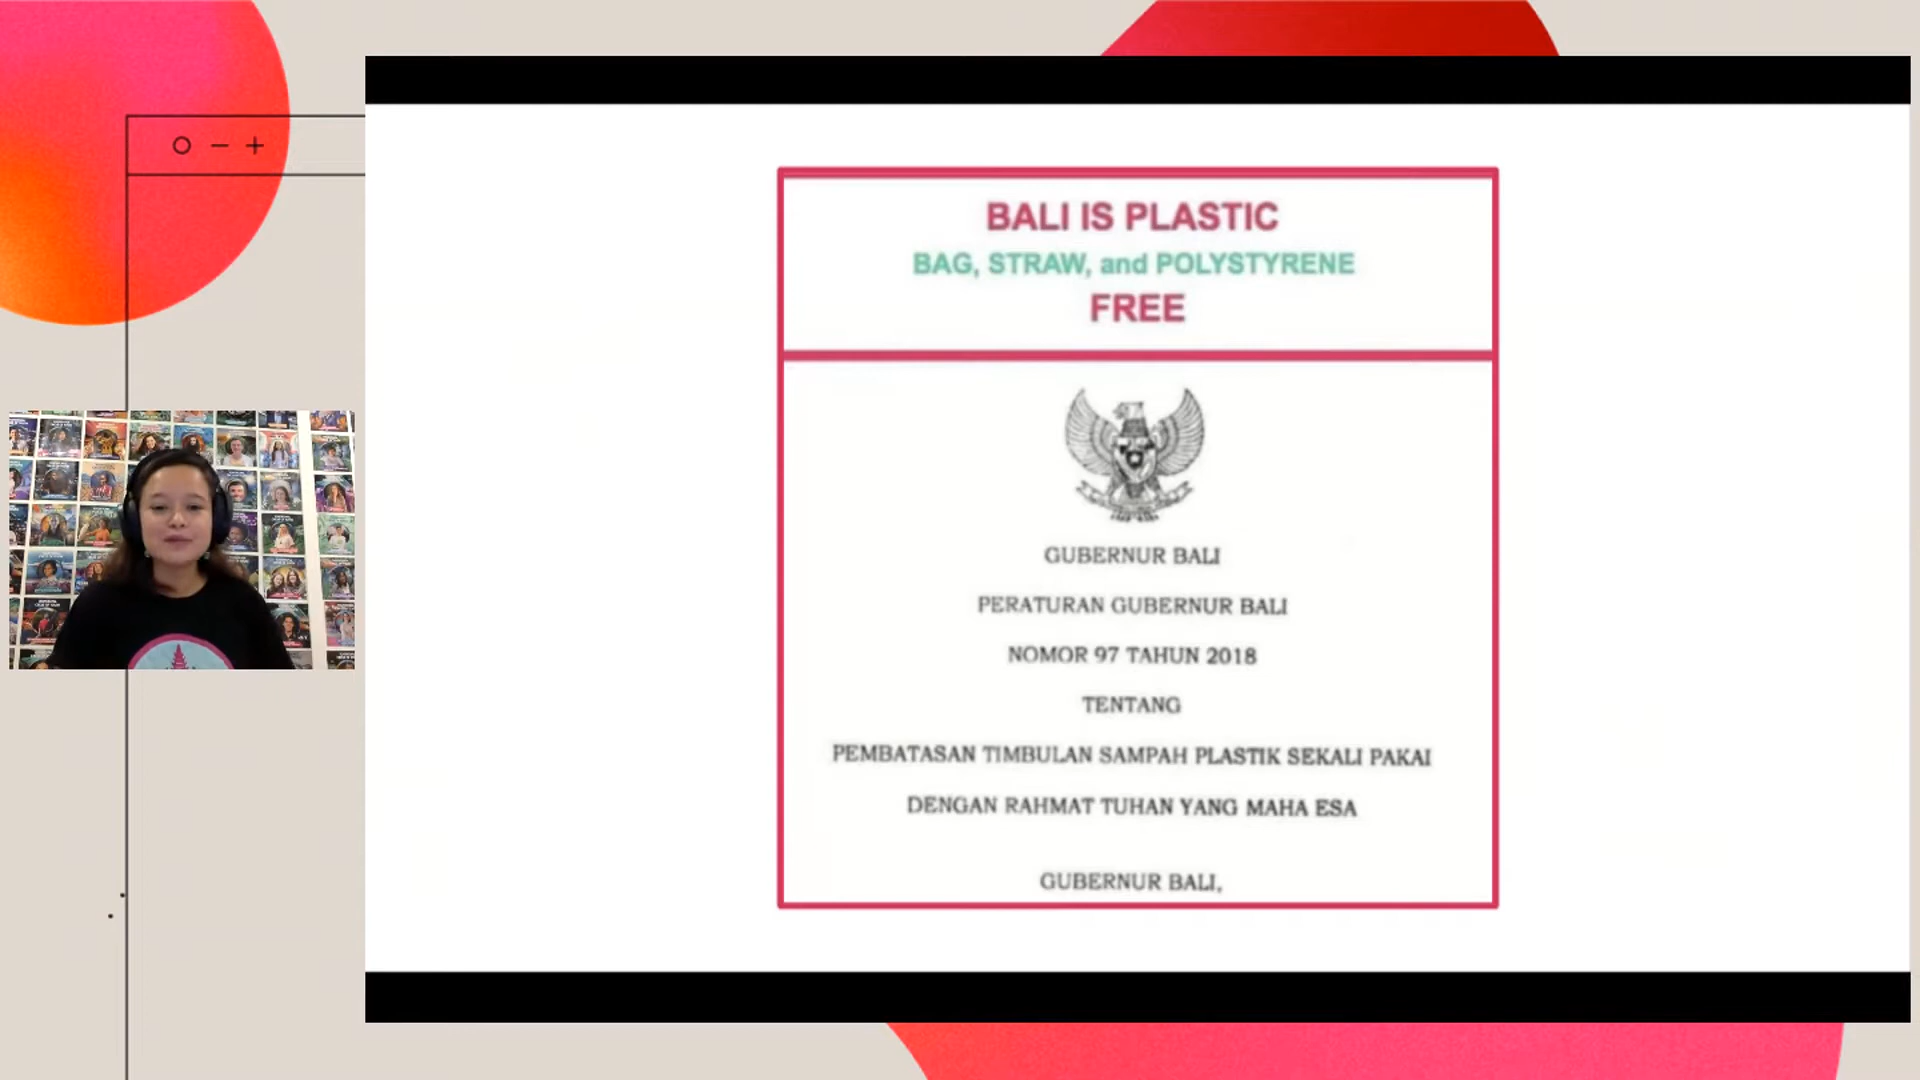 BALI IS PLASTIC
BAG, STRAW, and POLYSTYRENE
FREE
GUBERNUR BALI
PERATURAN GUBERNUR BALI
NOMOR 97 TAHUN 2018
TENTANG
PEMBATASAN TIMBULAN SAMPAH PLASTIK SEKALI PAKAI
DENGAN RAHMAT TUHAN YANG MAHA ESA
GUBERNUR BALI,